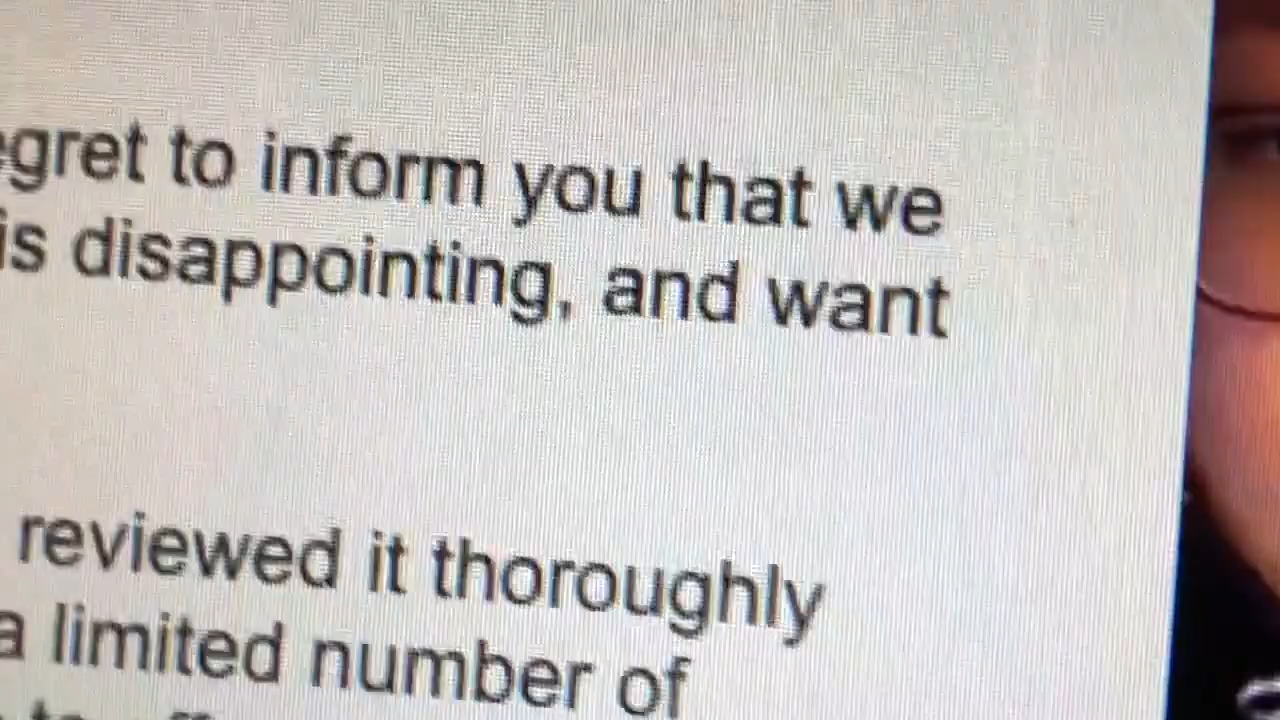 egret to inform you that we
is disappointing, and want
reviewed it thoroughly
a limited number of